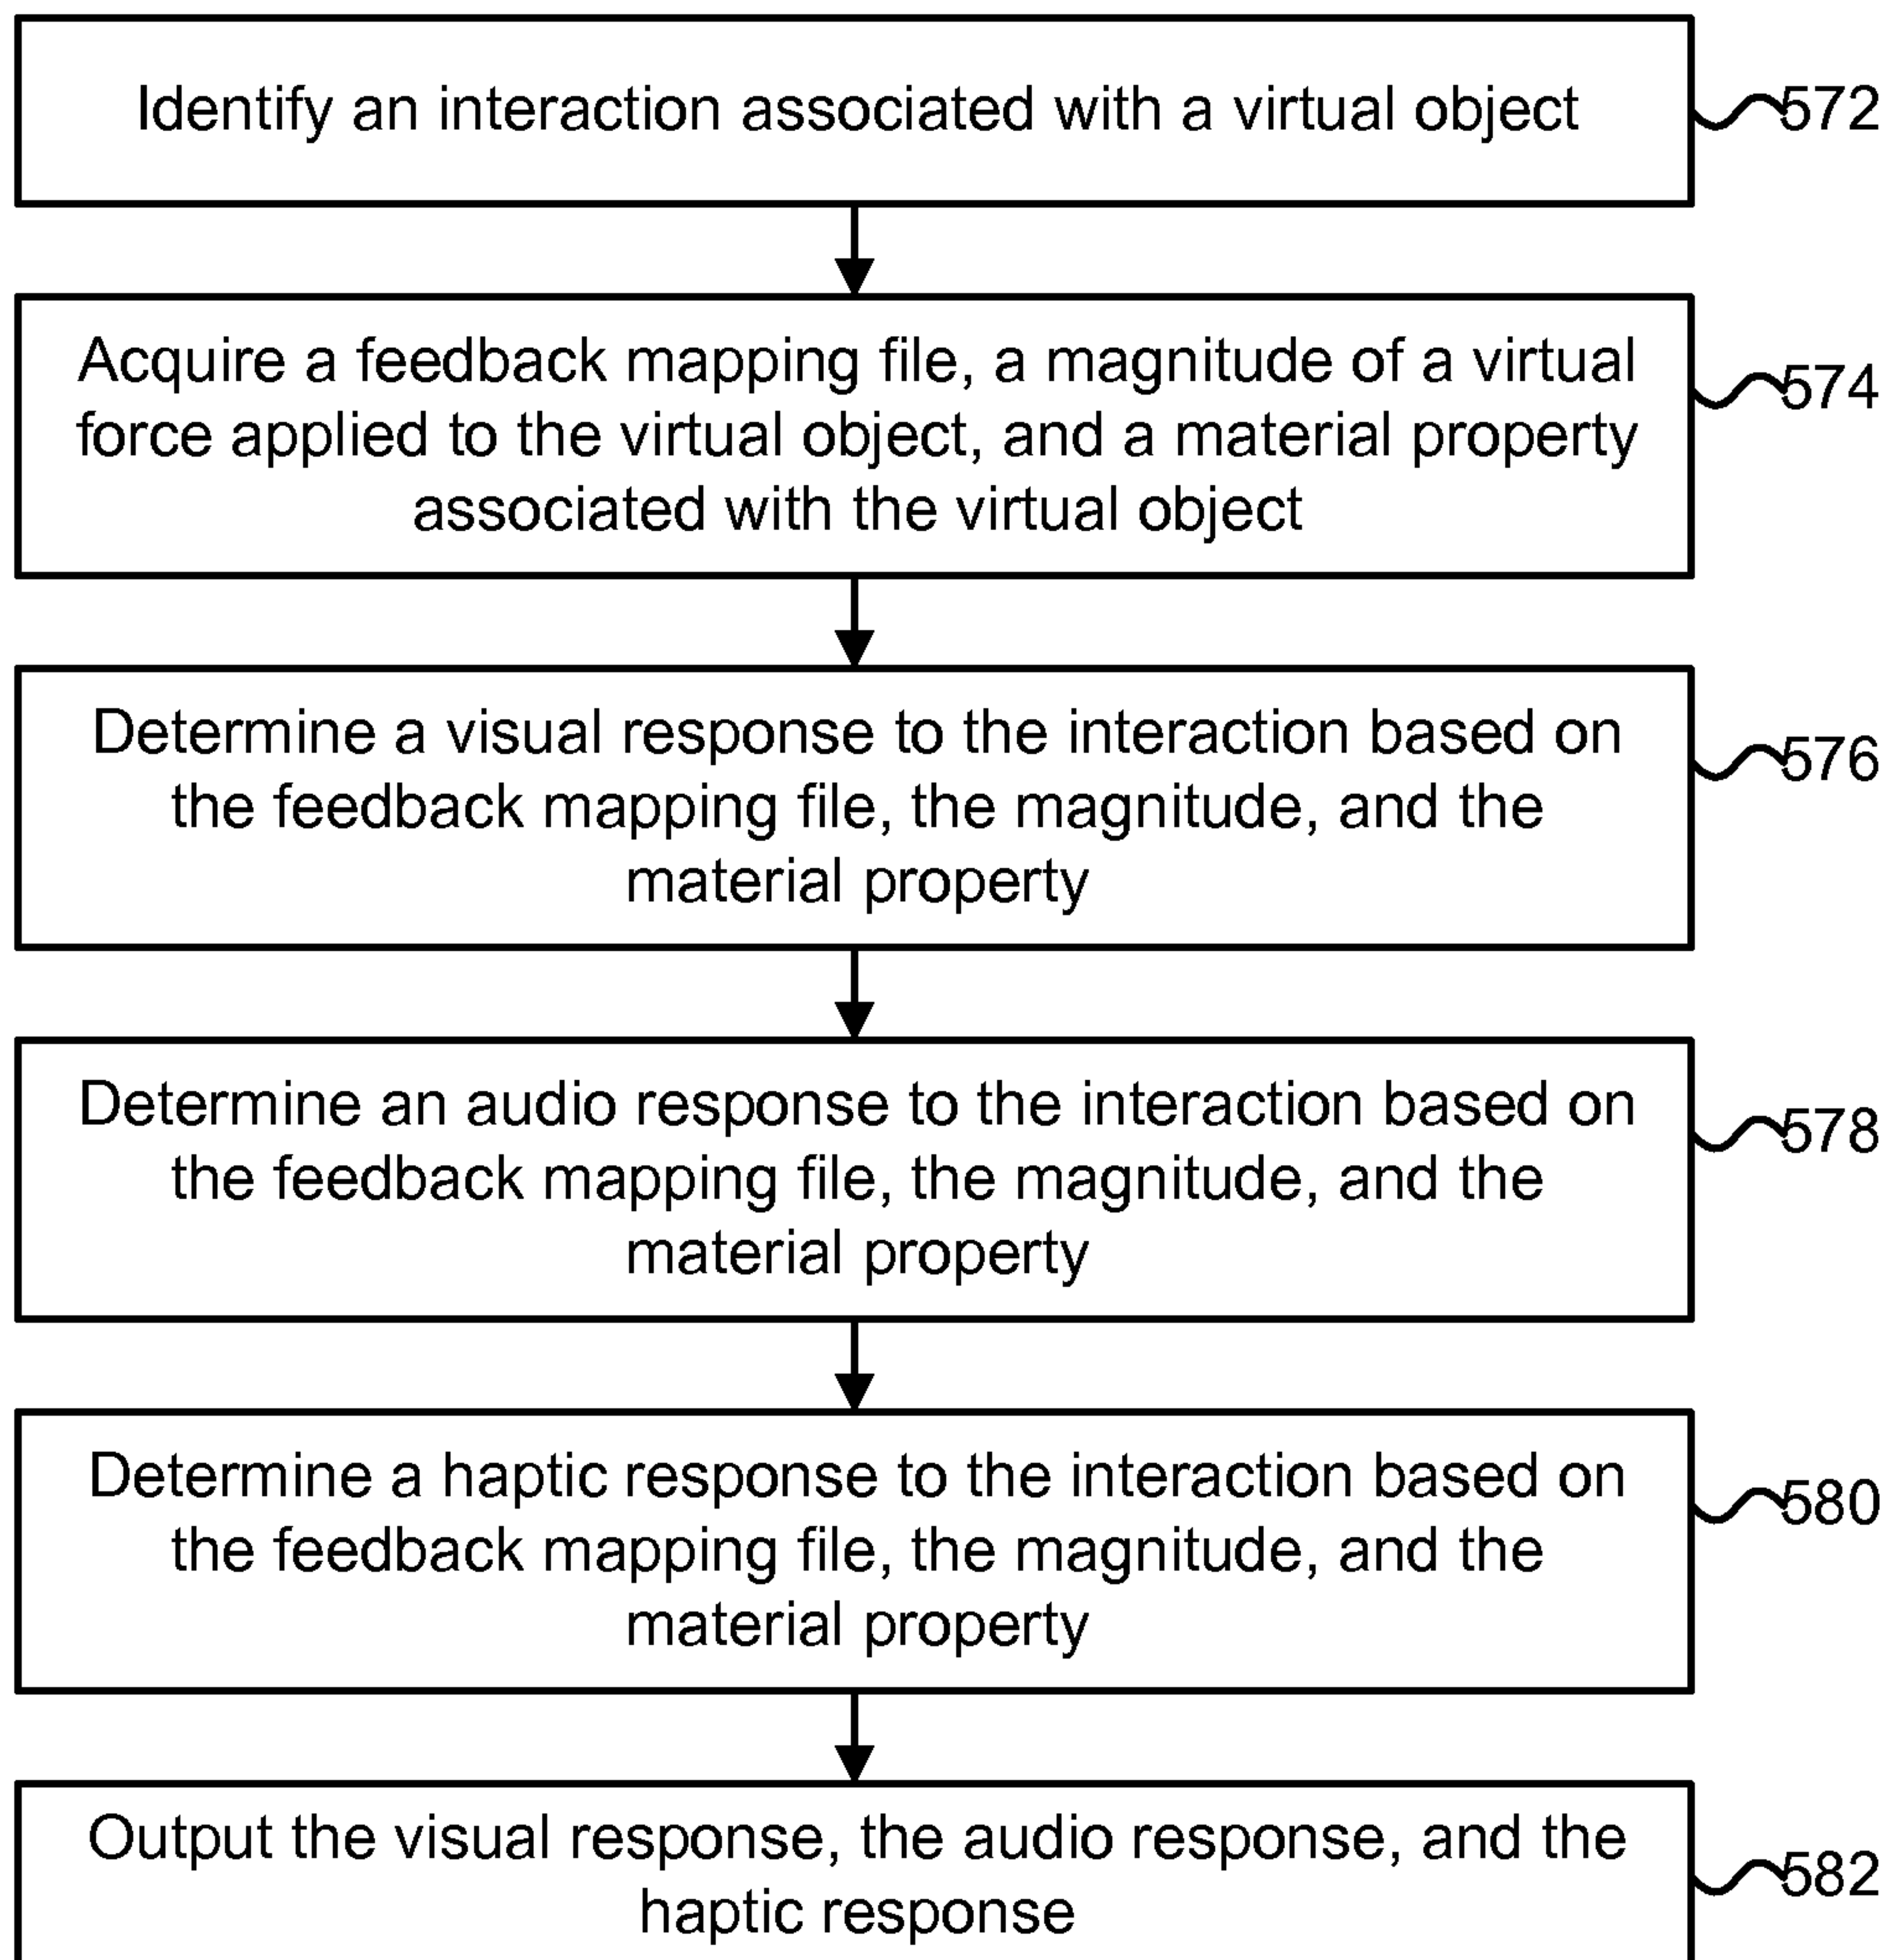 Identify an interaction associated with a virtual object
572
Acquire a feedback mapping file, a magnitude of a virtual
force applied to the virtual object, and a material property
associated with the virtual object
574
Determine a visual response to the interaction based on
the feedback mapping file, the magnitude, and the
material property
576
Determine an audio response to the interaction based on
the feedback mapping file, the magnitude, and the
material property
578
Determine a haptic response to the interaction based on
the feedback mapping file, the magnitude, and the
material property
580
Output the visual response, the audio response, and the
haptic response
582